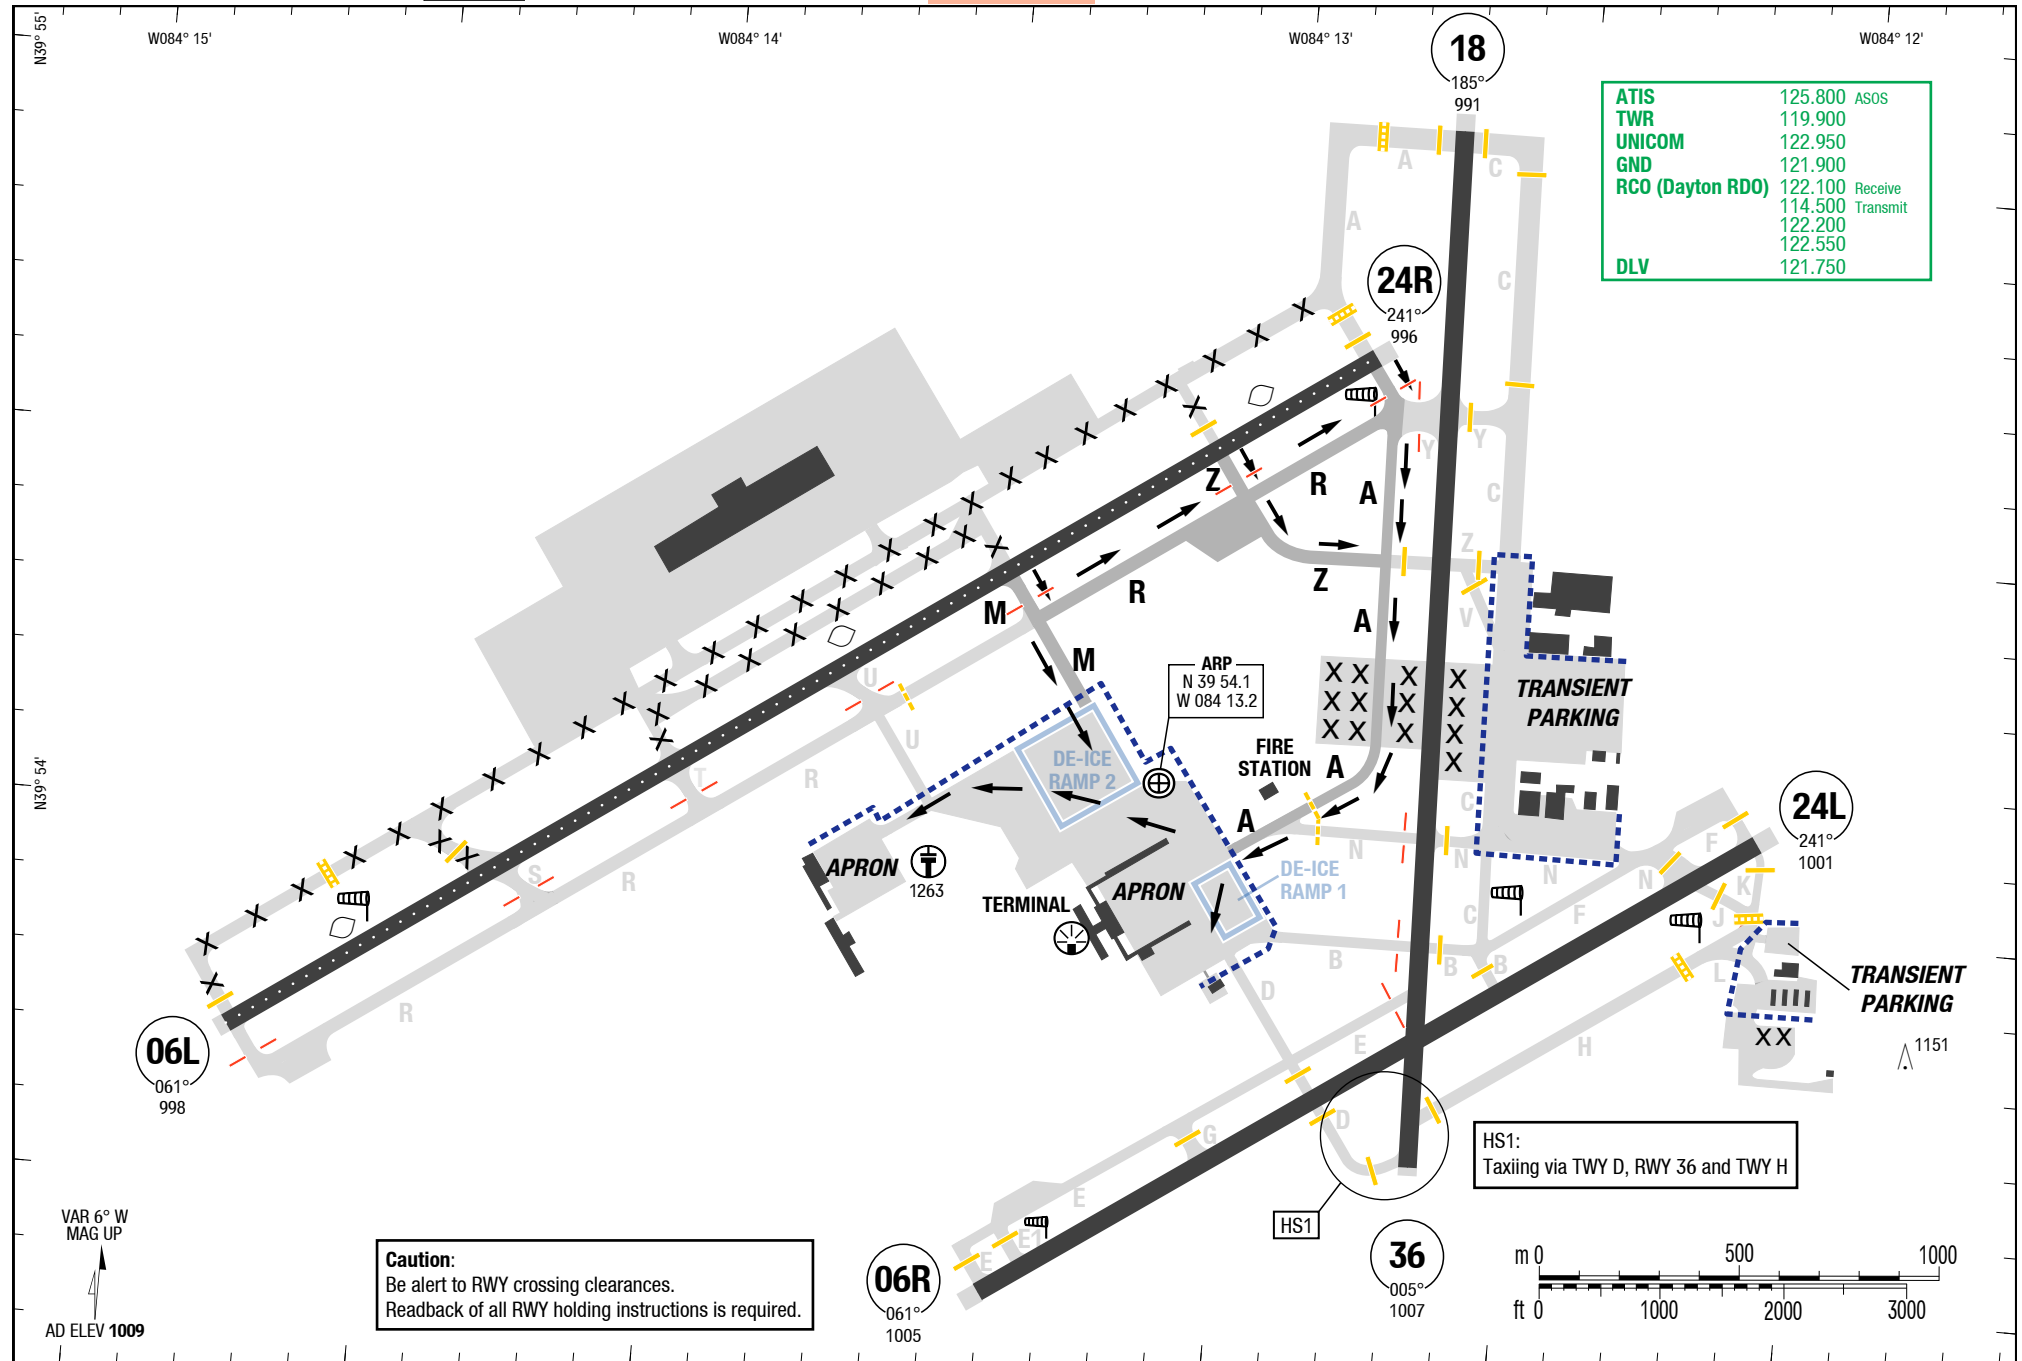 N39° 55'
W084° 15'
W084° 14'
W084° 13'
W084° 12'
18
185°
991
ATIS 125.800 ASOS
TWR 119.900
UNICOM 122.950
GND 121.900
RCO (Dayton RDO) 122.100 Receive
114.500 Transmit
122.200
122.550
DLV 121.750
A
C
A
C
24R
241°
996
Y
Y
Z
R
A
C
Z
Z
R
M
A
V
M
ARP
N 39 54.1
W 084 13.2
U
U
TRANSIENT
PARKING
X X X X
X X X X
X X X X
X
FIRE
STATION
A
DE-ICE
RAMP 2
N39° 54'
T
R
C
A
24L
241°
1001
F
N
N
N
N
K
S
R
APRON
1263
APRON
DE-ICE
RAMP 1
TERMINAL
C
F
J
B
B
B
L
D
TRANSIENT
PARKING
R
06L
061°
998
E
H
X X
1151
G
D
HS1:
Taxiing via TWY D, RWY 36 and TWY H
E
HS1
E1
E
VAR 6° W
MAG UP
AD ELEV 1009
Caution:
Be alert to RWY crossing clearances.
Readback of all RWY holding instructions is required.
06R
061°
1005
36
005°
1007
m 0 500 1000
ft 0 1000 2000 3000